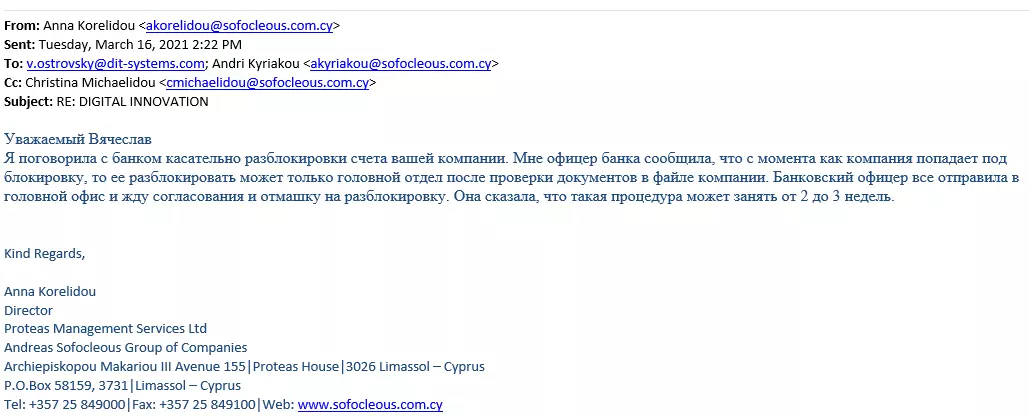 From: Anna Korelidou <akorelidou@sofocleous.com.cy>
Sent: Tuesday, March 16, 2021 2:22 PM
To: v.ostrovsky@dit-systems.com; Andri Kyriakou <akyriakou@sofocleous.com.cy>
Cc: Christina Michaelidou <cmichaelidou@sofocleous.com.cy>
Subject: RE: DIGITAL INNOVATION
Уважаемый Вячеслав
Я поговорила с банком касательно разблокировки счета вашей компании. Мне офицер банка сообщила, что с момента как компания попадает под
блокировку, то ее разблокировать может только головной отдел после проверки документов в файле компании. Банковский офицер все отправила в
головной офис и жду согласования и отмашку на разблокировку. Она сказала, что такая процедура может занять от 2 до 3 недель.
Kind Regards,
Anna Korelidou
Director
Proteas Management Services Ltd
Andreas Sofocleous Group of Companies
Archiepiskopou Makariou III Avenue 155|Proteas House|3026 Limassol – Cyprus
P.O.Box 58159, 3731|Limassol – Cyprus
Tel: +357 25 849000|Fax: +357 25 849100|Web: www.sofocleous.com.cy